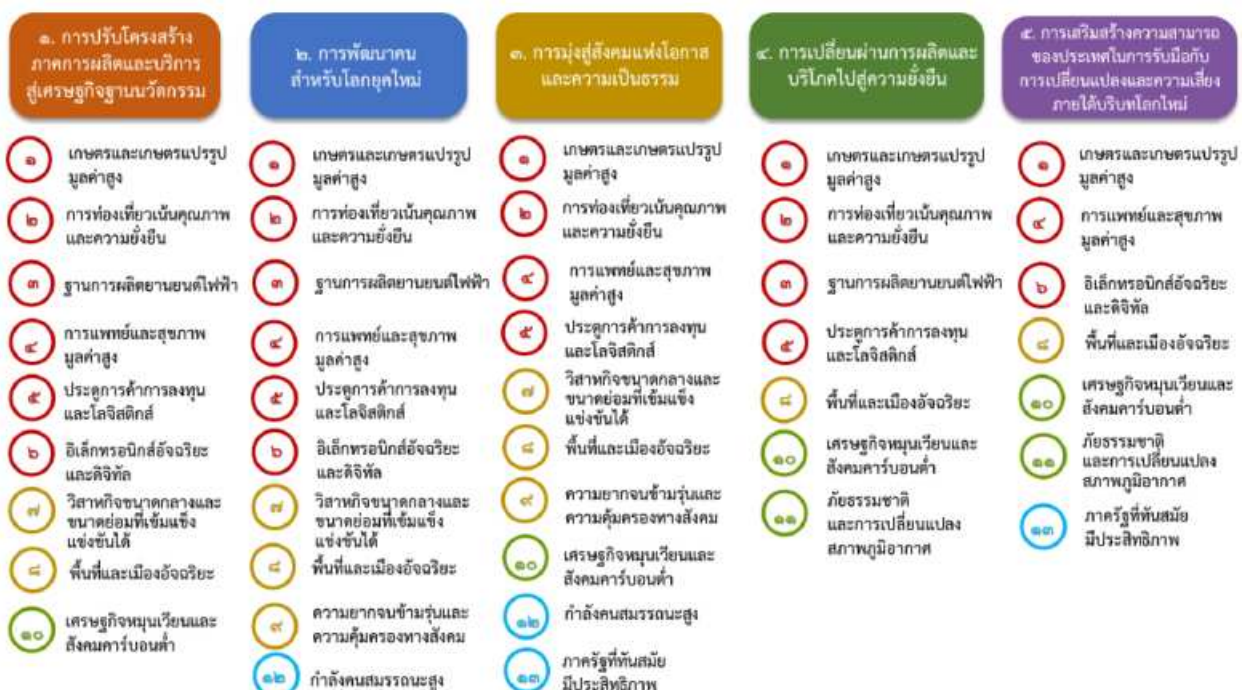 ๑. การปรับโครงสร้าง
ภาคการผลิตและบริการ
สู่เศรษฐกิจฐานนวัตกรรม
๑
เกษตรและเกษตรแปรรูป
มูลค่าสูง
๒
การท่องเที่ยวเน้นคุณภาพ
และความยั่งยืน
๓
ฐานการผลิตยานยนต์ไฟฟ้า
๔
การแพทย์และสุขภาพ
มูลค่าสูง
๕
ประตูการค้าการลงทุน
และโลจิสติกส์
๖
อิเล็กทรอนิกส์อัจฉริยะ
และดิจิทัล
๗
วิสาหกิจขนาดกลางและ
ขนาดย่อมที่เข้มแข็ง
แข่งขันได้
๘
พื้นที่และเมืองอัจฉริยะ
๑๐
เศรษฐกิจหมุนเวียนและ
สังคมคาร์บอนต่ำ
๒. การพัฒนาคน
สำหรับโลกยุคใหม่
๑
เกษตรและเกษตรแปรรูป
มูลค่าสูง
๒
การท่องเที่ยวเน้นคุณภาพ
และความยั่งยืน
๓
ฐานการผลิตยานยนต์ไฟฟ้า
๔
การแพทย์และสุขภาพ
มูลค่าสูง
๕
ประตูการค้าการลงทุน
และโลจิสติกส์
๖
อิเล็กทรอนิกส์อัจฉริยะ
และดิจิทัล
๗
วิสาหกิจขนาดกลางและ
ขนาดย่อมที่เข้มแข็ง
แข่งขันได้
๘
พื้นที่และเมืองอัจฉริยะ
๙
ความยากจนข้ามรุ่นและ
ความคุ้มครองทางสังคม
๑๒
กำลังคนสมรรถนะสูง
๓. การมุ่งสู่สังคมแห่งโอกาส
และความเป็นธรรม
๑
เกษตรและเกษตรแปรรูป
มูลค่าสูง
๒
การท่องเที่ยวเน้นคุณภาพ
และความยั่งยืน
๔
การแพทย์และสุขภาพ
มูลค่าสูง
๕
ประตูการค้าการลงทุน
และโลจิสติกส์
๗
วิสาหกิจขนาดกลางและ
ขนาดย่อมที่เข้มแข็ง
แข่งขันได้
๘
พื้นที่และเมืองอัจฉริยะ
๙
ความยากจนข้ามรุ่นและ
ความคุ้มครองทางสังคม
๑๐
เศรษฐกิจหมุนเวียนและ
สังคมคาร์บอนต่ำ
๑๒
กำลังคนสมรรถนะสูง
๑๓
ภาครัฐที่ทันสมัย
มีประสิทธิภาพ
๔. การเปลี่ยนผ่านการผลิตและ
บริโภคไปสู่ความยั่งยืน
๑
เกษตรและเกษตรแปรรูป
มูลค่าสูง
๒
การท่องเที่ยวเน้นคุณภาพ
และความยั่งยืน
๓
ฐานการผลิตยานยนต์ไฟฟ้า
๕
ประตูการค้าการลงทุน
และโลจิสติกส์
๘
พื้นที่และเมืองอัจฉริยะ
๑๐
เศรษฐกิจหมุนเวียนและ
สังคมคาร์บอนต่ำ
๑๑
ภัยธรรมชาติ
และการเปลี่ยนแปลง
สภาพภูมิอากาศ
๕. การเสริมสร้างความสามารถ
ของประเทศในการรับมือกับ
การเปลี่ยนแปลงและความเสี่ยง
ภายใต้บริบทโลกใหม่
๑
เกษตรและเกษตรแปรรูป
มูลค่าสูง
๔
การแพทย์และสุขภาพ
มูลค่าสูง
๖
อิเล็กทรอนิกส์อัจฉริยะ
และดิจิทัล
๘
พื้นที่และเมืองอัจฉริยะ
๑๐
เศรษฐกิจหมุนเวียนและ
สังคมคาร์บอนต่ำ
๑๑
ภัยธรรมชาติ
และการเปลี่ยนแปลง
สภาพภูมิอากาศ
๑๓
ภาครัฐที่ทันสมัย
มีประสิทธิภาพ